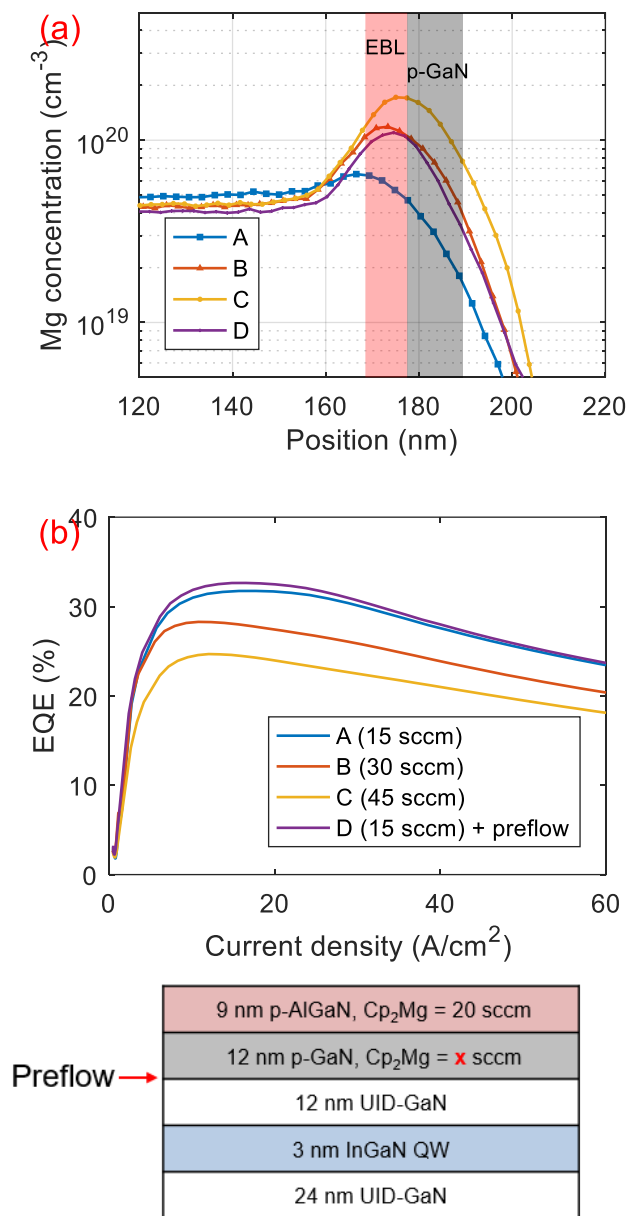 (a)
Mg concentration (cm⁻³)
10²⁰
10¹⁹
EBL
p-GaN
A
B
C
D
120 140 160 180 200 220
Position (nm)
(b)
EQE (%)
40
30
20
10
0
A (15 sccm)
B (30 sccm)
C (45 sccm)
D (15 sccm) + preflow
0 20 40 60
Current density (A/cm²)
9 nm p-AlGaN, Cp₂Mg = 20 sccm
12 nm p-GaN, Cp₂Mg = x sccm
Preflow
12 nm UID-GaN
3 nm InGaN QW
24 nm UID-GaN